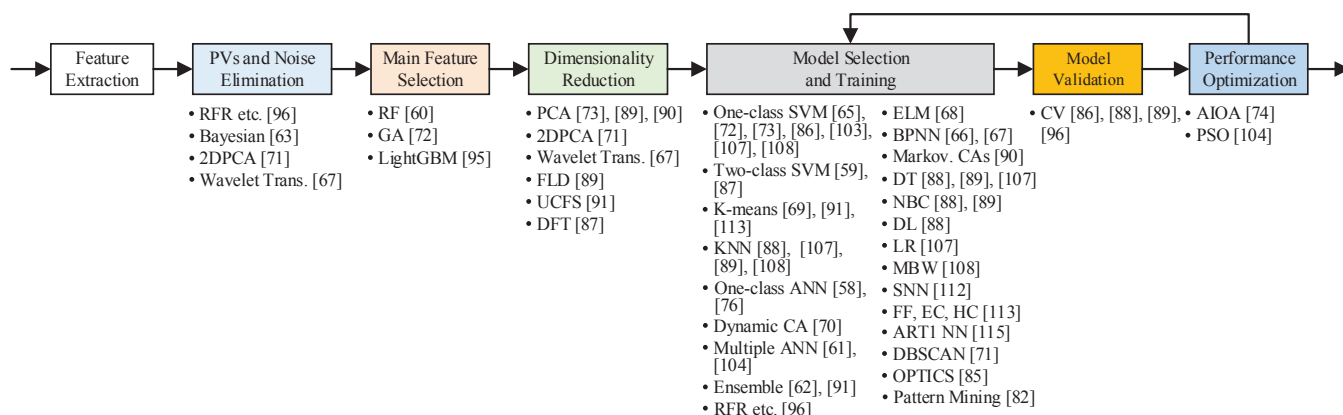 Feature
Extraction
PVs and Noise
Elimination
• RFR etc. [96]
• Bayesian [63]
• 2DPCA [71]
• Wavelet Trans. [67]
Main Feature
Selection
• RF [60]
• GA [72]
• LightGBM [95]
Dimensionality
Reduction
• PCA [73], [89], [90]
• 2DPCA [71]
• Wavelet Trans. [67]
• FLD [89]
• UCFS [91]
• DFT [87]
Model Selection
and Training
• One-class SVM [65],
[72], [73], [86], [103],
[107], [108]
• Two-class SVM [59],
[87]
• K-means [69], [91],
[113]
• KNN [88], [107],
[89], [108]
• One-class ANN [58],
[76]
• Dynamic CA [70]
• Multiple ANN [61],
[104]
• Ensemble [62], [91]
• RFR etc. [96]
• ELM [68]
• BPNN [66], [67]
• Markov. CAs [90]
• DT [88], [89], [107]
• NBC [88], [89]
• DL [88]
• LR [107]
• MBW [108]
• SNN [112]
• FF, EC, HC [113]
• ART1 NN [115]
• DBSCAN [71]
• OPTICS [85]
• Pattern Mining [82]
Model
Validation
• CV [86], [88], [89],
[96]
Performance
Optimization
• AIOA [74]
• PSO [104]